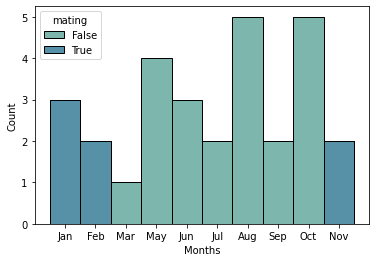 mating
False
True
5
4
3
2
1
0
Count
Jan Feb Mar May Jun Jul Aug Sep Oct Nov
Months